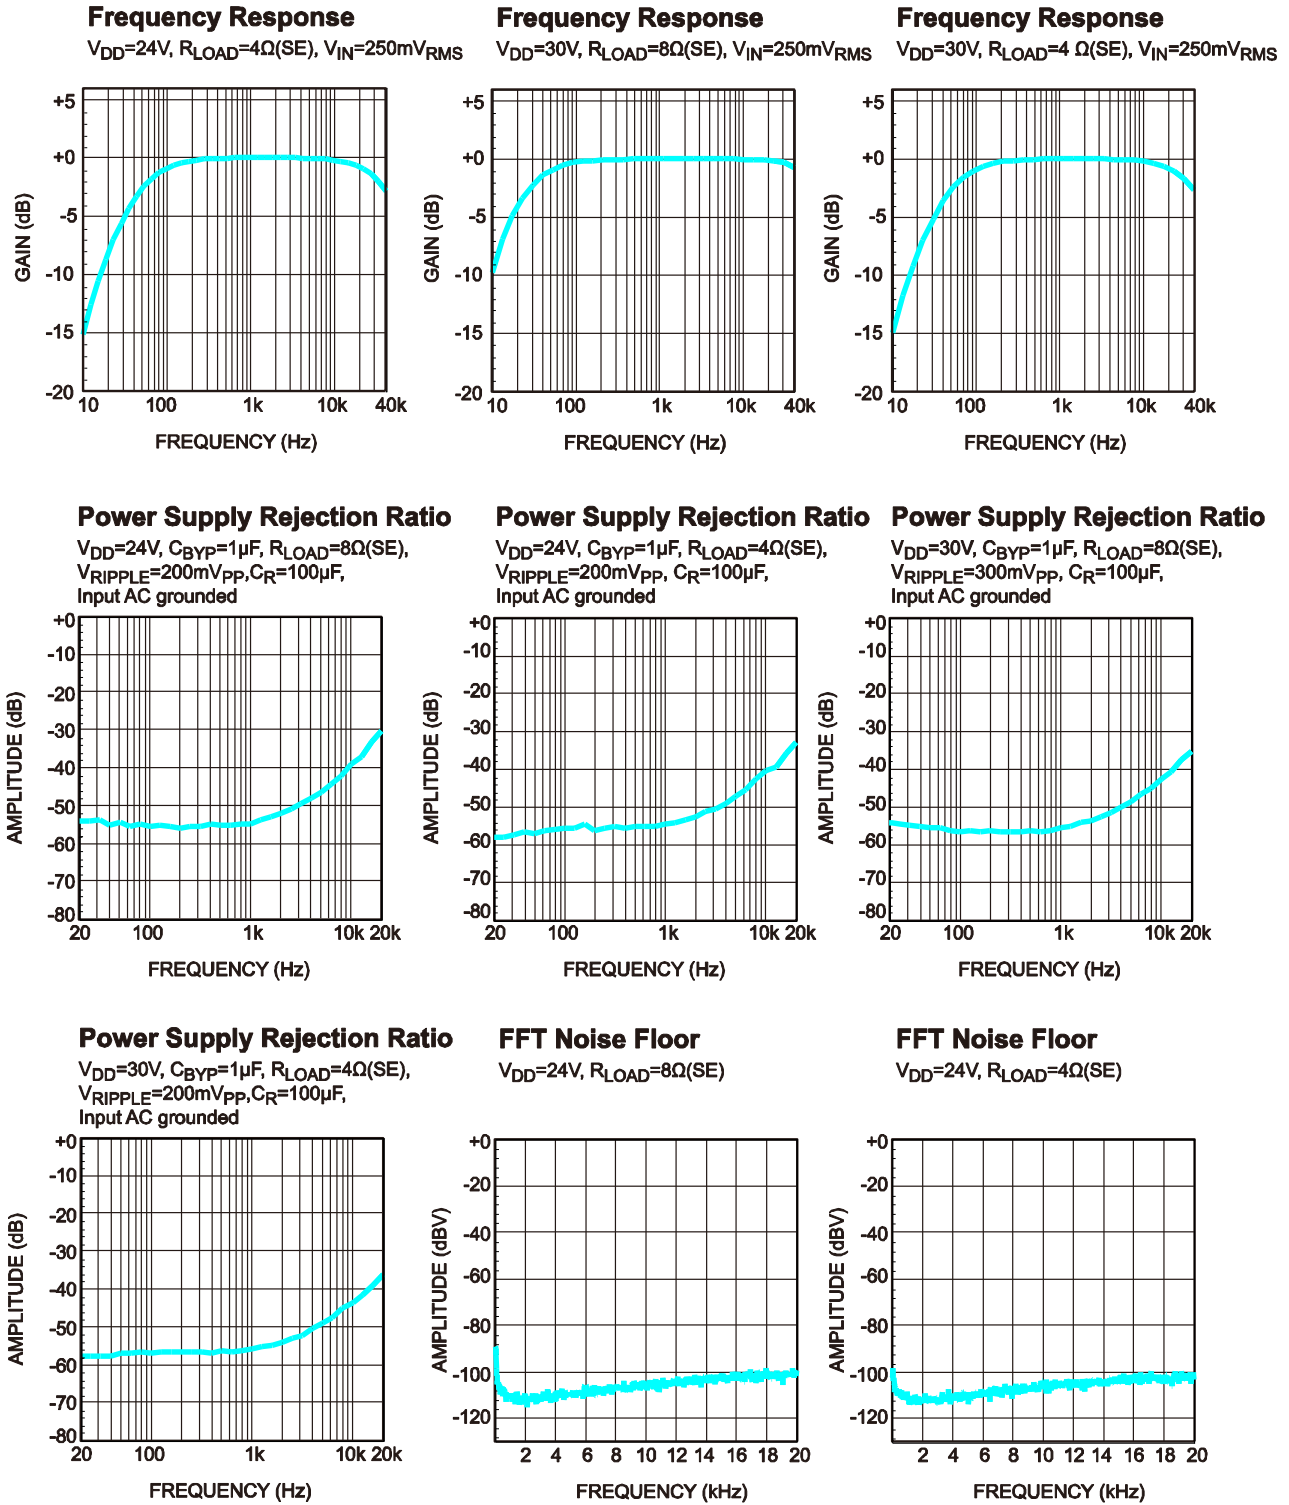 Frequency Response
VDD=24V, RLOAD=4Ω(SE), VIN=250mVRMS
+5
+0
-5
-10
-15
-20
GAIN (dB)
10 100 1k 10k 40k
FREQUENCY (Hz)
Frequency Response
VDD=30V, RLOAD=8Ω(SE), VIN=250mVRMS
+5
+0
-5
-10
-15
-20
GAIN (dB)
10 100 1k 10k 40k
FREQUENCY (Hz)
Frequency Response
VDD=30V, RLOAD=4 Ω(SE), VIN=250mVRMS
+5
+0
-5
-10
-15
-20
GAIN (dB)
10 100 1k 10k 40k
FREQUENCY (Hz)
Power Supply Rejection Ratio
VDD=24V, CBYP=1µF, RLOAD=8Ω(SE),
VRIPPLE=200mVPP,CR=100µF,
Input AC grounded
+0
-10
-20
-30
-40
-50
-60
-70
-80
AMPLITUDE (dB)
20 100 1k 10k 20k
FREQUENCY (Hz)
Power Supply Rejection Ratio
VDD=24V, CBYP=1µF, RLOAD=4Ω(SE),
VRIPPLE=200mVPP, CR=100µF,
Input AC grounded
+0
-10
-20
-30
-40
-50
-60
-70
-80
AMPLITUDE (dB)
20 100 1k 10k 20k
FREQUENCY (Hz)
Power Supply Rejection Ratio
VDD=30V, CBYP=1µF, RLOAD=8Ω(SE),
VRIPPLE=300mVPP, CR=100µF,
Input AC grounded
+0
-10
-20
-30
-40
-50
-60
-70
-80
AMPLITUDE (dB)
20 100 1k 10k 20k
FREQUENCY (Hz)
Power Supply Rejection Ratio
VDD=30V, CBYP=1µF, RLOAD=4Ω(SE),
VRIPPLE=200mVPP,CR=100µF,
Input AC grounded
+0
-10
-20
-30
-40
-50
-60
-70
-80
AMPLITUDE (dB)
20 100 1k 10k 20k
FREQUENCY (Hz)
FFT Noise Floor
VDD=24V, RLOAD=8Ω(SE)
+0
-20
-40
-60
-80
-100
-120
AMPLITUDE (dBV)
2 4 6 8 10 12 14 16 18 20
FREQUENCY (kHz)
FFT Noise Floor
VDD=24V, RLOAD=4Ω(SE)
+0
-20
-40
-60
-80
-100
-120
AMPLITUDE (dBV)
2 4 6 8 10 12 14 16 18 20
FREQUENCY (kHz)